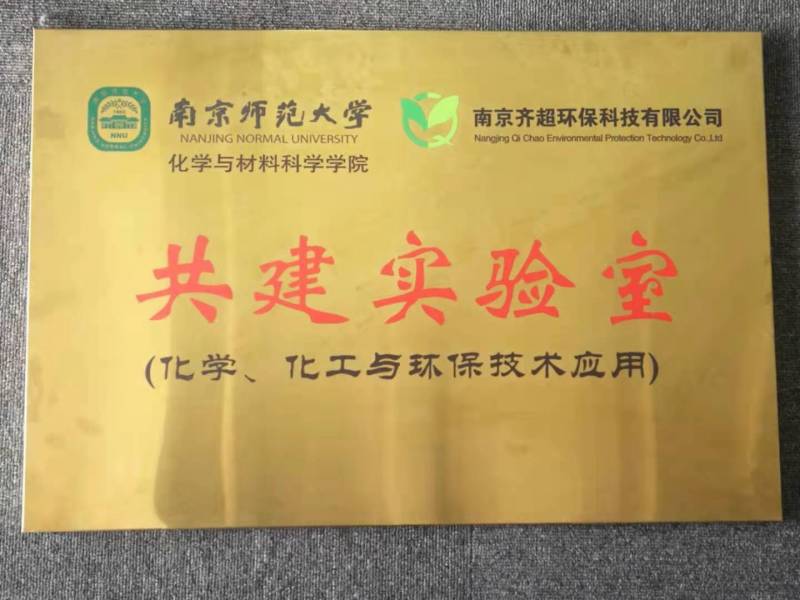 NNU
南京师范大学
NANJING NORMAL UNIVERSITY
化学与材料科学学院
南京齐超环保科技有限公司
Nanjing Qi Chao Environmental Protection Technology Co.,Ltd
共建实验室
(化学、化工与环保技术应用)